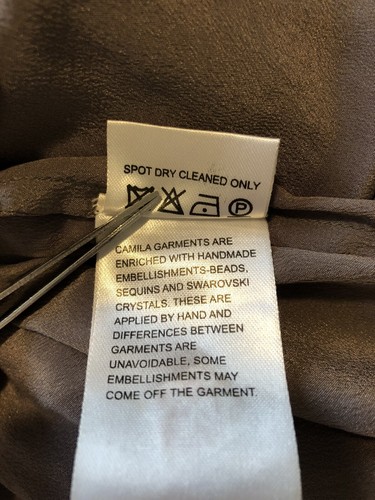 SPOT DRY CLEANED ONLY
P
CAMILA GARMENTS ARE
ENRICHED WITH HANDMADE
EMBELLISHMENTS-BEADS,
SEQUINS AND SWAROVSKI
CRYSTALS. THESE ARE
APPLIED BY HAND AND
DIFFERENCES BETWEEN
GARMENTS ARE
UNAVOIDABLE, SOME
EMBELLISHMENTS MAY
COME OFF THE GARMENT.